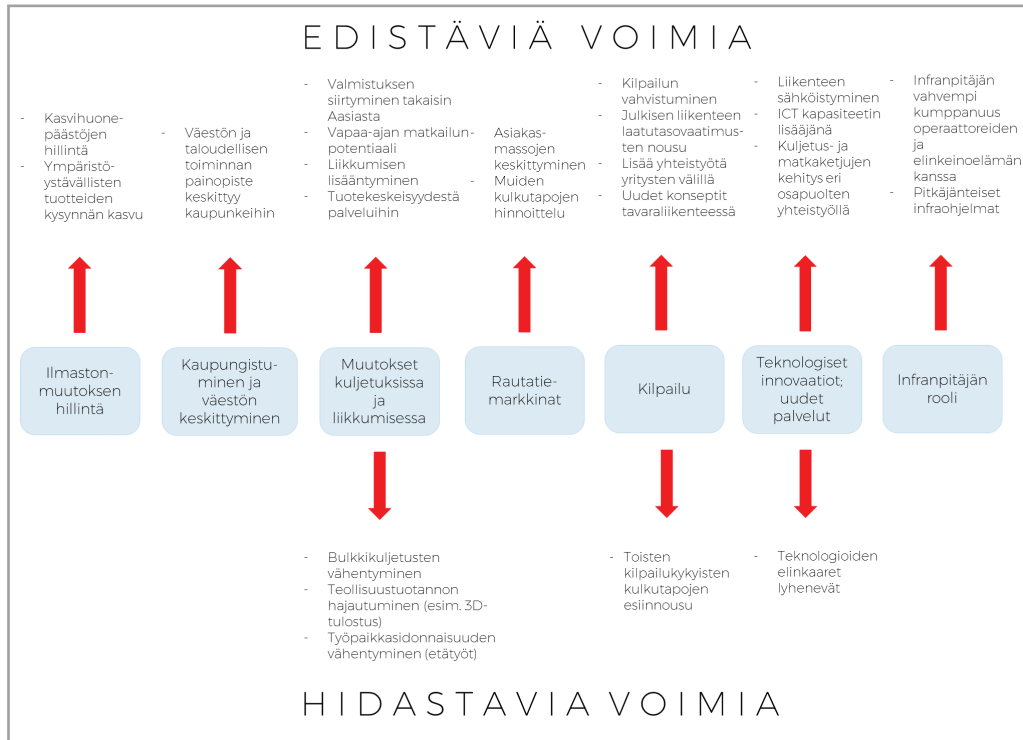 EDISTÄVIÄ VOIMIA
- Kasvihuone-
päästöjen
hillintä
- Ympäristö-
ystävällisten
tuotteiden
kysynnän kasvu
- Väestön ja
taloudellisen
toiminnan
painopiste
keskittyy
kaupunkeihin
- Valmistuksen
siirtyminen takaisin
Aasiasta
- Vapaa-ajan matkailun
potentiaali
- Liikkumisen
lisääntyminen
- Tuotekeskeisyydestä
palveluihin
- Asiakas-
massojen
keskittyminen
- Muiden
kulkutapojen
hinnoittelu
- Kilpailun
vahvistuminen
- Julkisen liikenteen
laatutasovaatimus-
ten nousu
- Lisää yhteistyötä
yritysten välillä
- Uudet konseptit
tavaraliikenteessä
- Liikenteen
sähköistyminen
- ICT kapasiteetin
lisääjänä
- Kuljetus- ja
matkaketjujen
kehitys eri
osapuolten
yhteistyöllä
- Infranpitäjän
vahvempi
kumppanuus
operaattoreiden
ja
elinkeinoelämän
kanssa
- Pitkäjänteiset
infraohjelmat
Ilmaston-
muutoksen
hillintä
Kaupungistu-
minen ja
väestön
keskittyminen
Muutokset
kuljetuksissa
ja
liikkumisessa
Rautatie-
markkinat
Kilpailu
Teknologiset
innovaatiot;
uudet
palvelut
Infranpitäjän
rooli
- Bulkkikuljetusten
vähentyminen
- Teollisuustuotannon
hajautuminen (esim. 3D-
tulostus)
- Työpaikkasidonnaisuuden
vähentyminen (etätyöt)
- Toisten
kilpailukykyisten
kulkutapojen
esiinnousu
- Teknologioiden
elinkaaret
lyhenevät
HIDASTAVIA VOIMIA